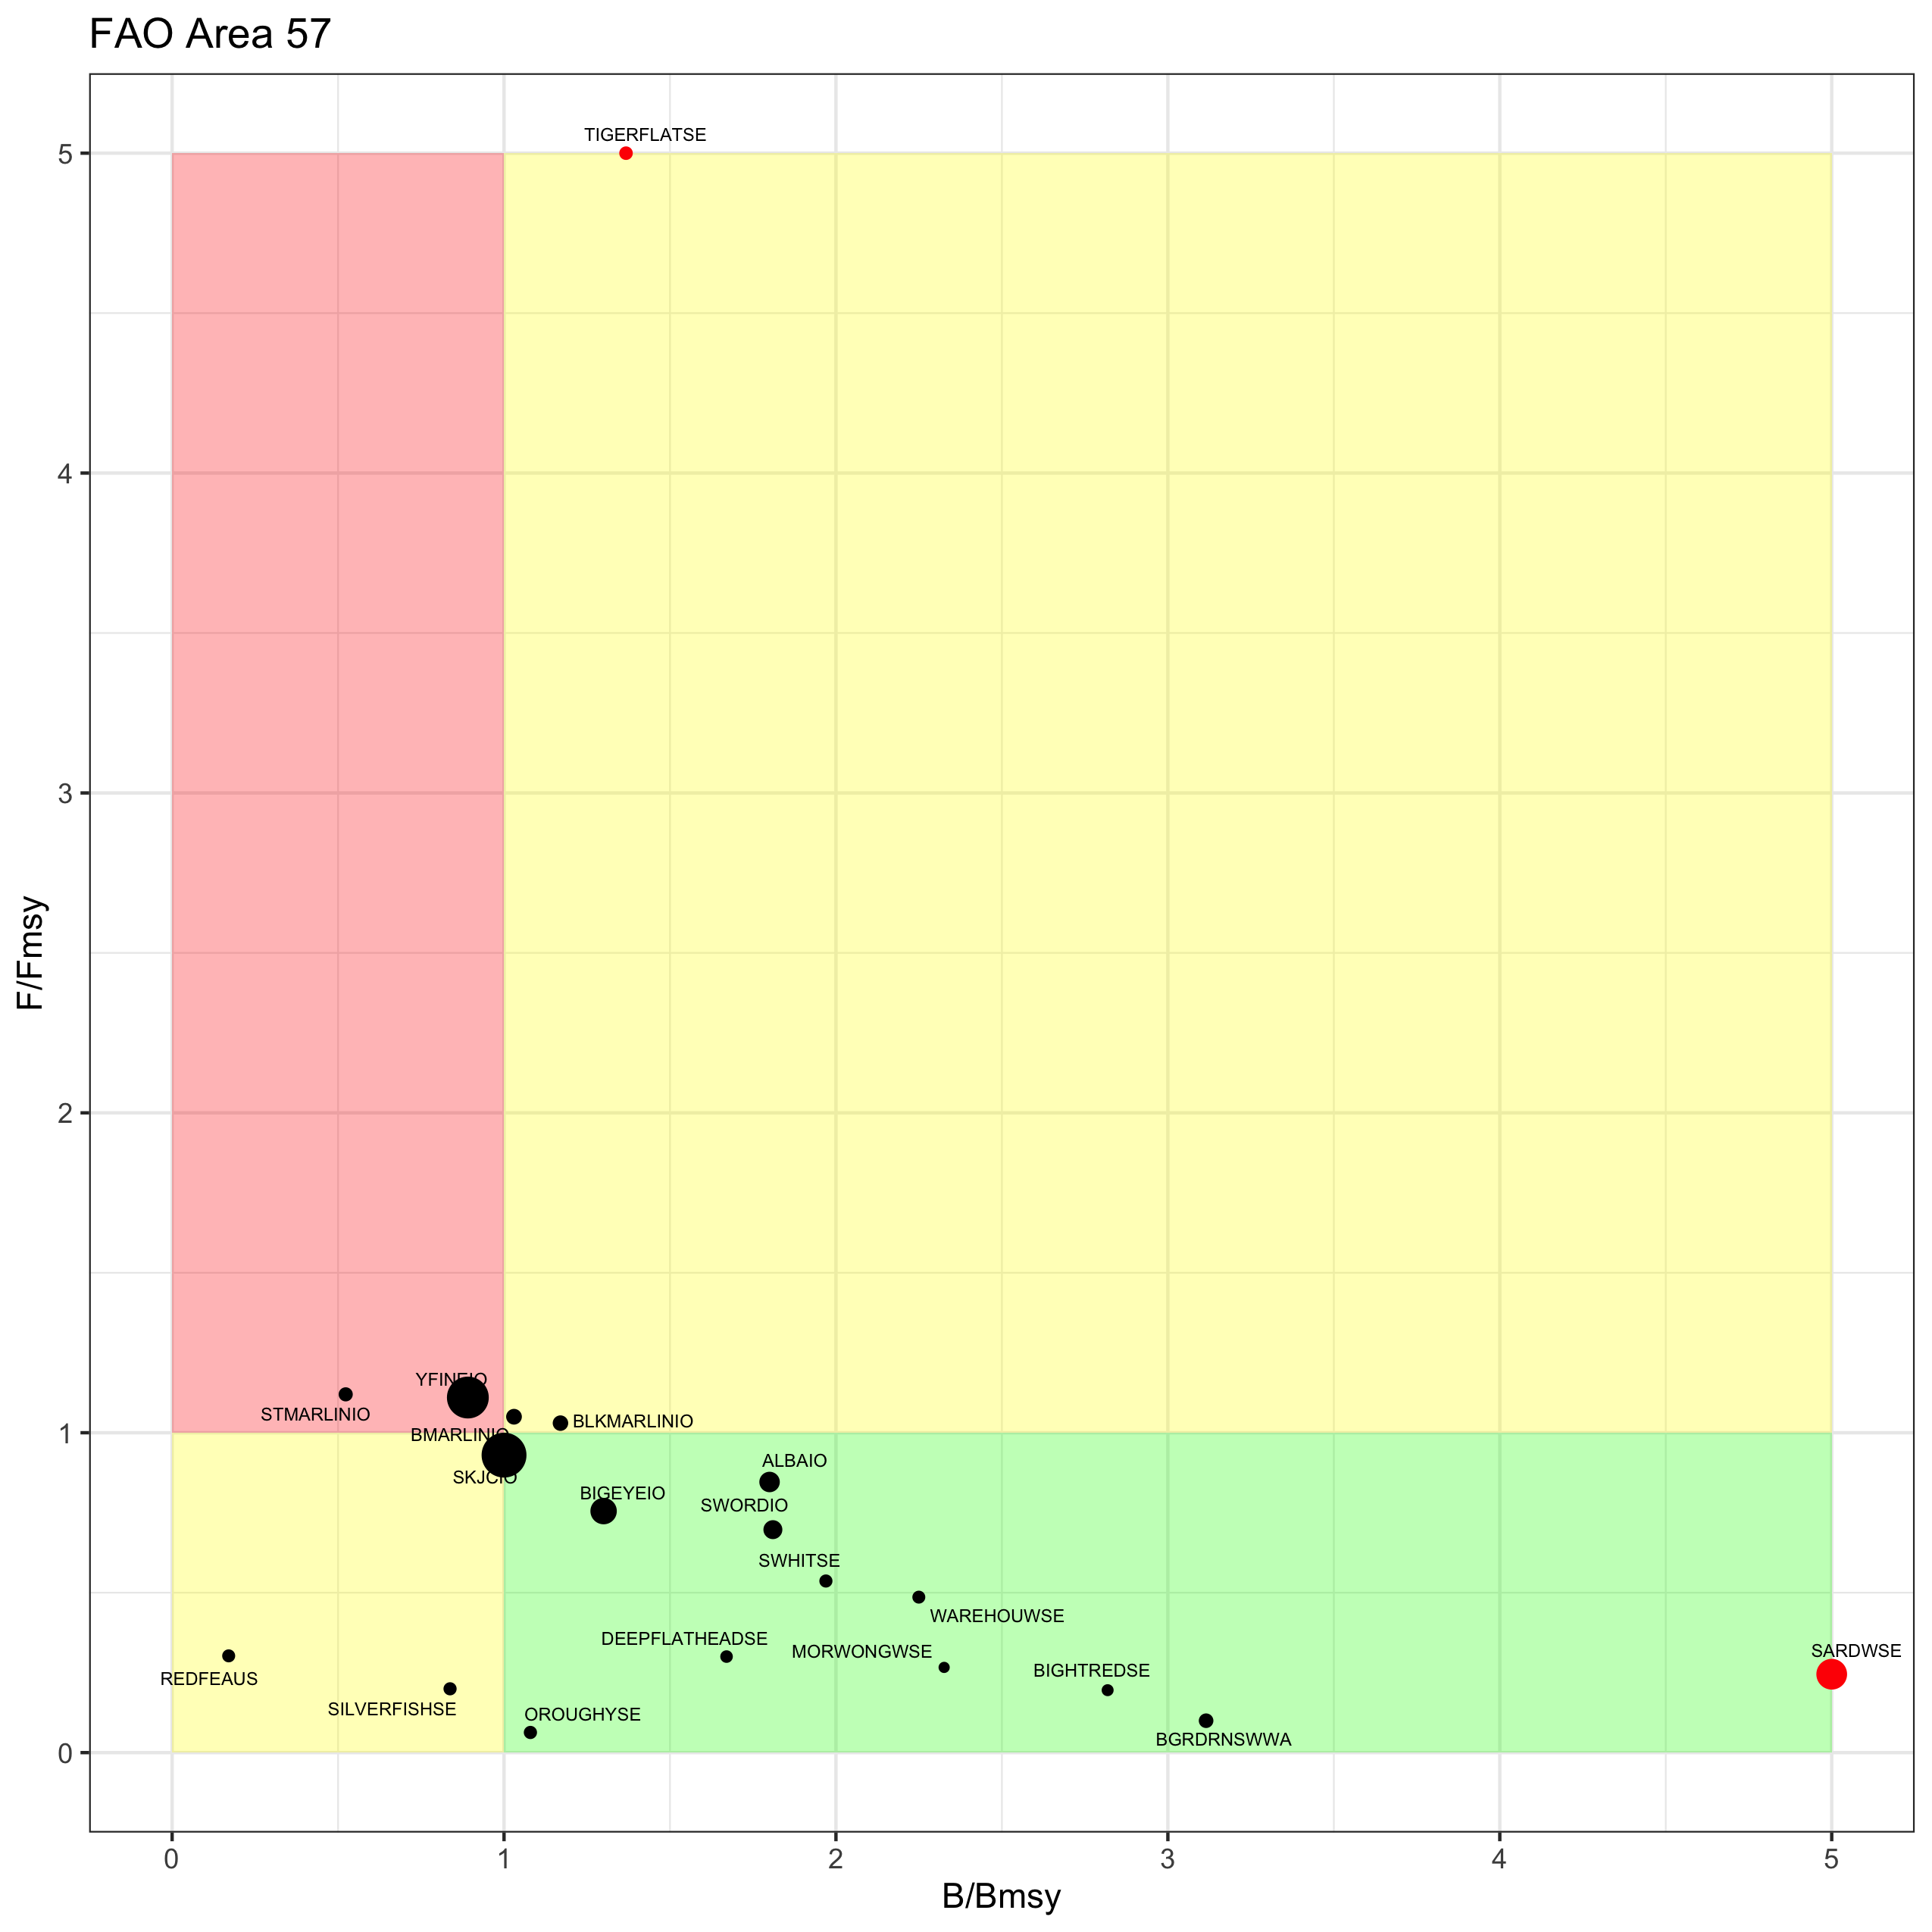 FAO Area 57
TIGERFLATSE
5
4
3
2
1
0
F/Fmsy
YFINEIO
STMARLINIO
BLKMARLINIO
BMARLINIO
SKJCIO
ALBAIO
BIGEYEIO
SWORDIO
SWHITSE
WAREHOUWSE
DEEPFLATHEADSE
MORWONGWSE
SARDWSE
BIGHTREDSE
REDFEAUS
SILVERFISHSE
OROUGHYSE
BGRDRNSWWA
0 1 2 3 4 5
B/Bmsy